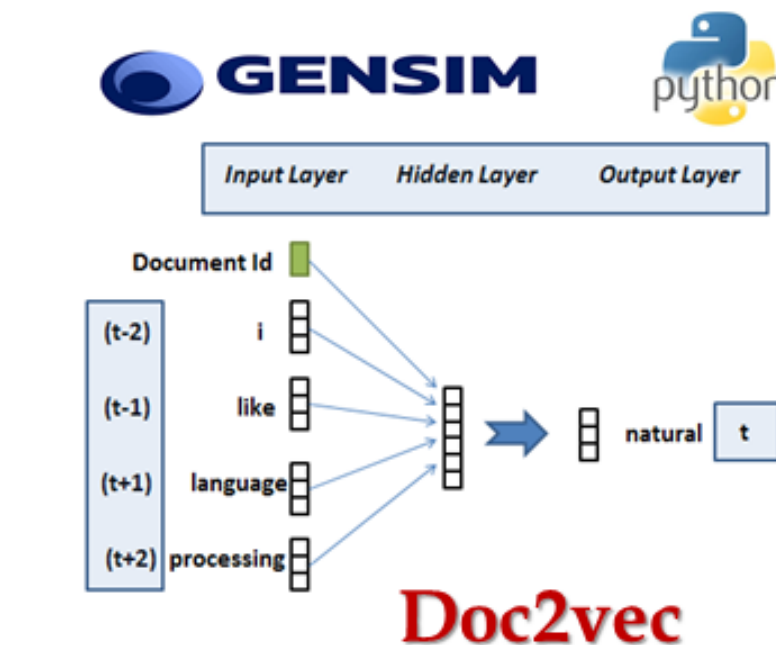 GENSIM
python
Input Layer Hidden Layer Output Layer
Document Id
(t-2) i
(t-1) like
natural t
(t+1) language
(t+2) processing
Doc2vec